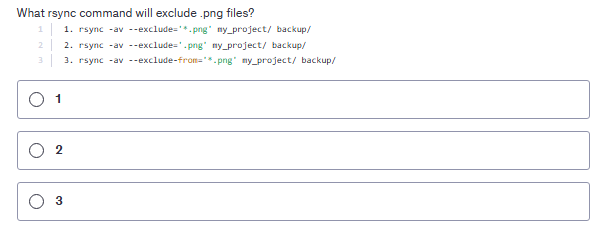 What rsync command will exclude .png files?
1 1. rsync -av --exclude='*.png' my_project/ backup/
2 2. rsync -av --exclude='.png' my_project/ backup/
3 3. rsync -av --exclude-from='*.png' my_project/ backup/
1
2
3